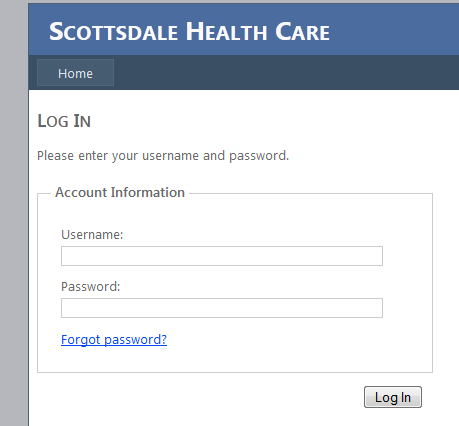 Scottsdale Health Care
Home
Log In
Please enter your username and password.
Account Information
Username:
Password:
Forgot password?
Log In